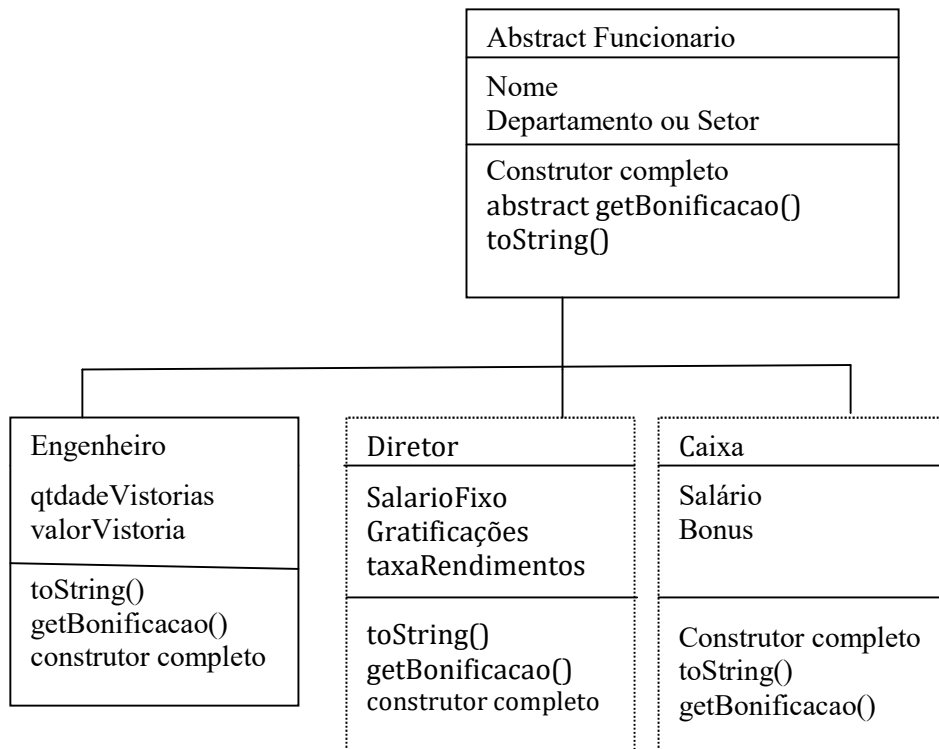 Abstract Funcionario
Nome
Departamento ou Setor
Construtor completo
abstract getBonificacao()
toString()
Engenheiro
qtdadeVistorias
valorVistoria
toString()
getBonificacao()
construtor completo
Diretor
SalarioFixo
Gratificações
taxaRendimentos
toString()
getBonificacao()
construtor completo
Caixa
Salário
Bonus
Construtor completo
toString()
getBonificacao()